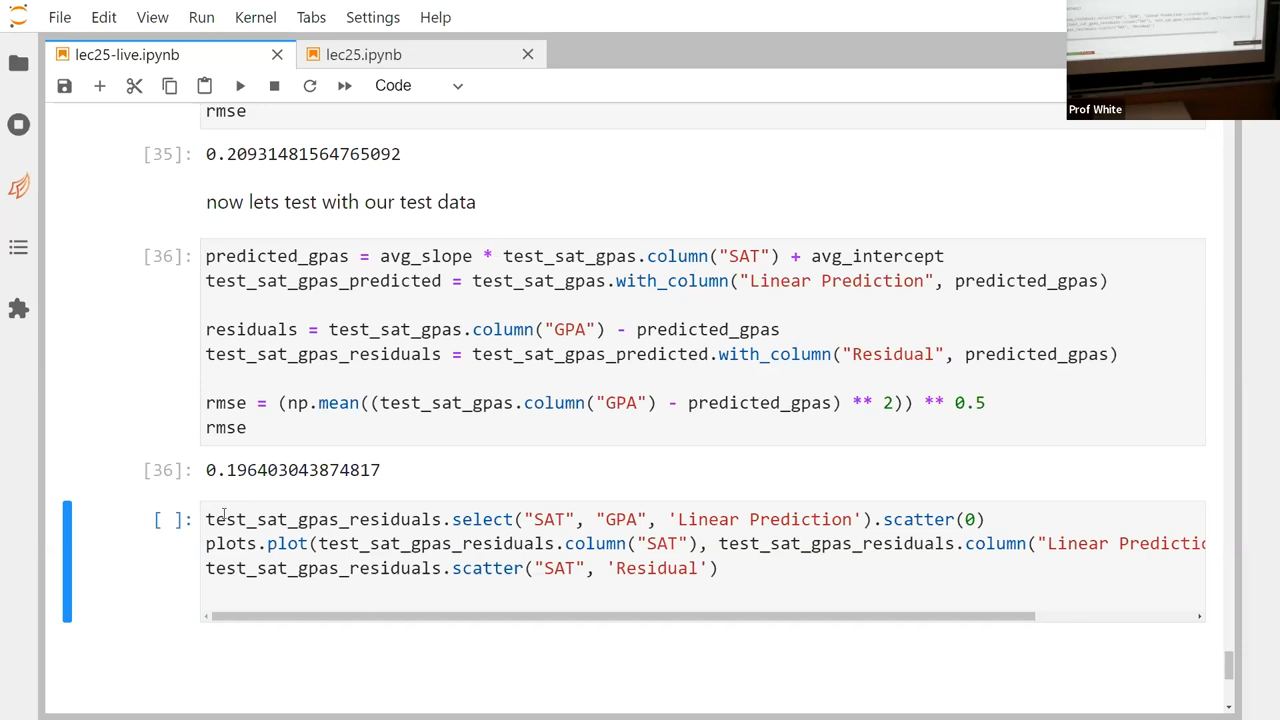 File Edit View Run Kernel Tabs Settings Help
lec25-live.ipynb
lec25.ipynb
Code
Prof White
rmse
[35]: 0.20931481564765092
now lets test with our test data
[36]: predicted_gpas = avg_slope * test_sat_gpas.column("SAT") + avg_intercept
test_sat_gpas_predicted = test_sat_gpas.with_column("Linear Prediction", predicted_gpas)
residuals = test_sat_gpas.column("GPA") - predicted_gpas
test_sat_gpas_residuals = test_sat_gpas_predicted.with_column("Residual", predicted_gpas)
rmse = (np.mean((test_sat_gpas.column("GPA") - predicted_gpas) ** 2)) ** 0.5
rmse
[36]: 0.196403043874817
[ ]: test_sat_gpas_residuals.select("SAT", "GPA", 'Linear Prediction').scatter(0)
plots.plot(test_sat_gpas_residuals.column("SAT"), test_sat_gpas_residuals.column("Linear Predictio
test_sat_gpas_residuals.scatter("SAT", 'Residual')